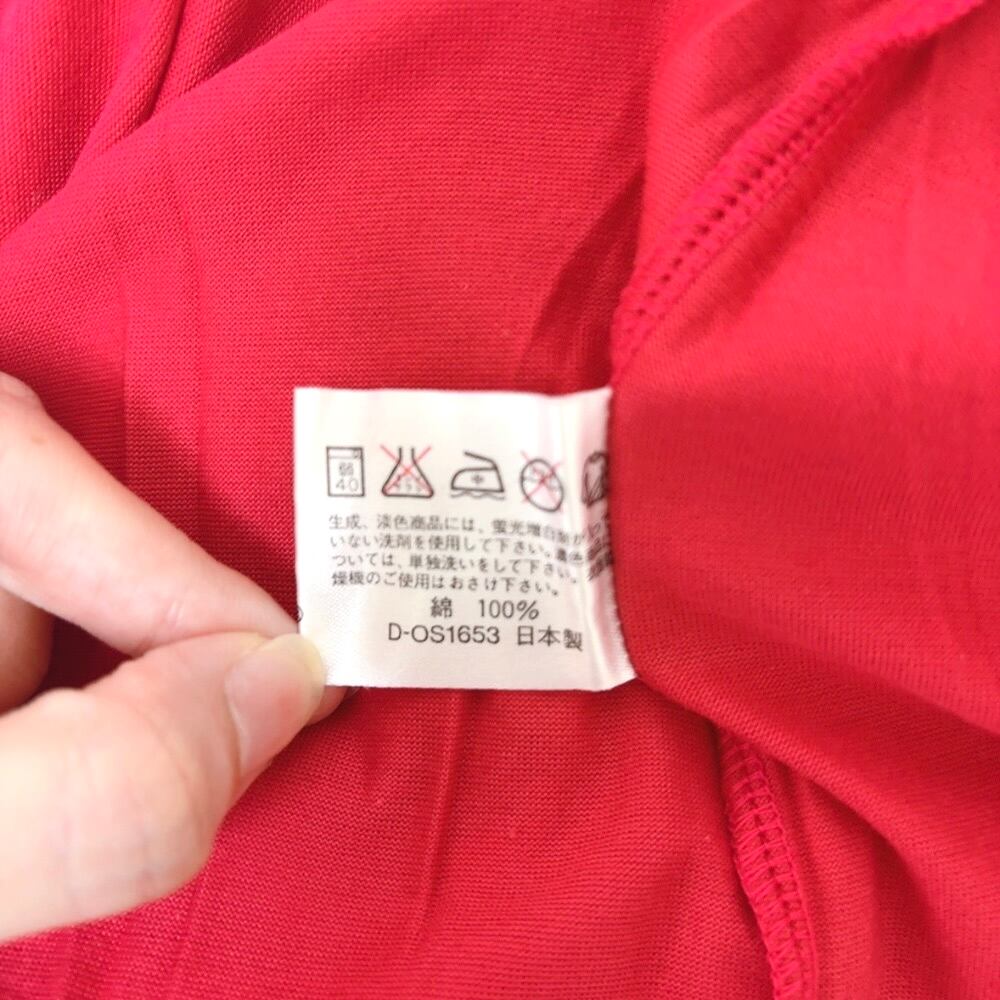 弱
40
生成、淡色商品には、蛍光増白剤が
いない洗剤を使用して下さい。
ついては、単独洗いをして下さい。
燥機のご使用はおさけ下さい。
綿 100%
D-OS1653 日本製